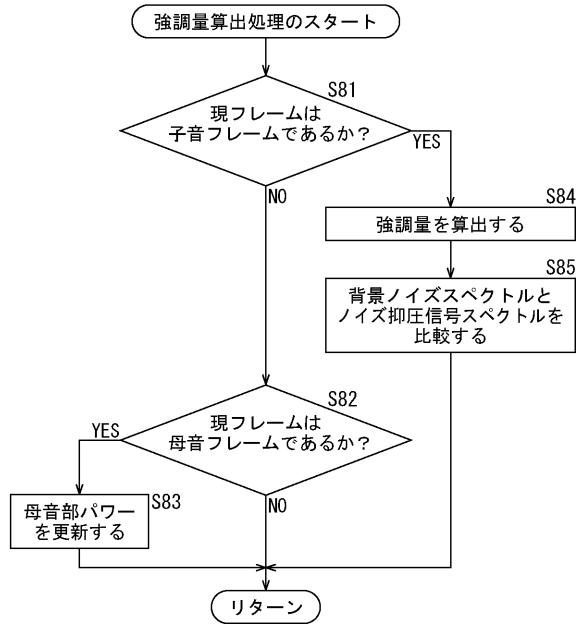 強調量算出処理のスタート
S81
現フレームは
子音フレームであるか？
YES
NO
S84
強調量を算出する
S85
背景ノイズスペクトルと
ノイズ抑圧信号スペクトルを
比較する
S82
現フレームは
母音フレームであるか？
YES
NO
S83
母音部パワー
を更新する
リターン